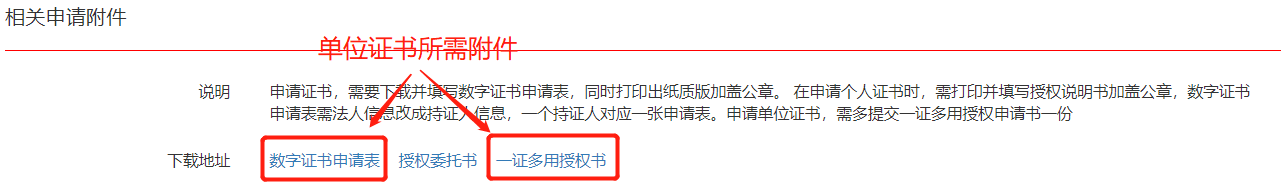 相关申请附件
单位证书所需附件
说明 申请证书，需要下载并填写数字证书申请表，同时打印出纸质版加盖公章。 在申请个人证书时，需打印并填写授权说明书加盖公章，数字证书
申请表需法人信息改成持证人信息，一个持证人对应一张申请表。申请单位证书，需多提交一证多用授权申请书一份
下载地址 数字证书申请表 授权委托书 一证多用授权书